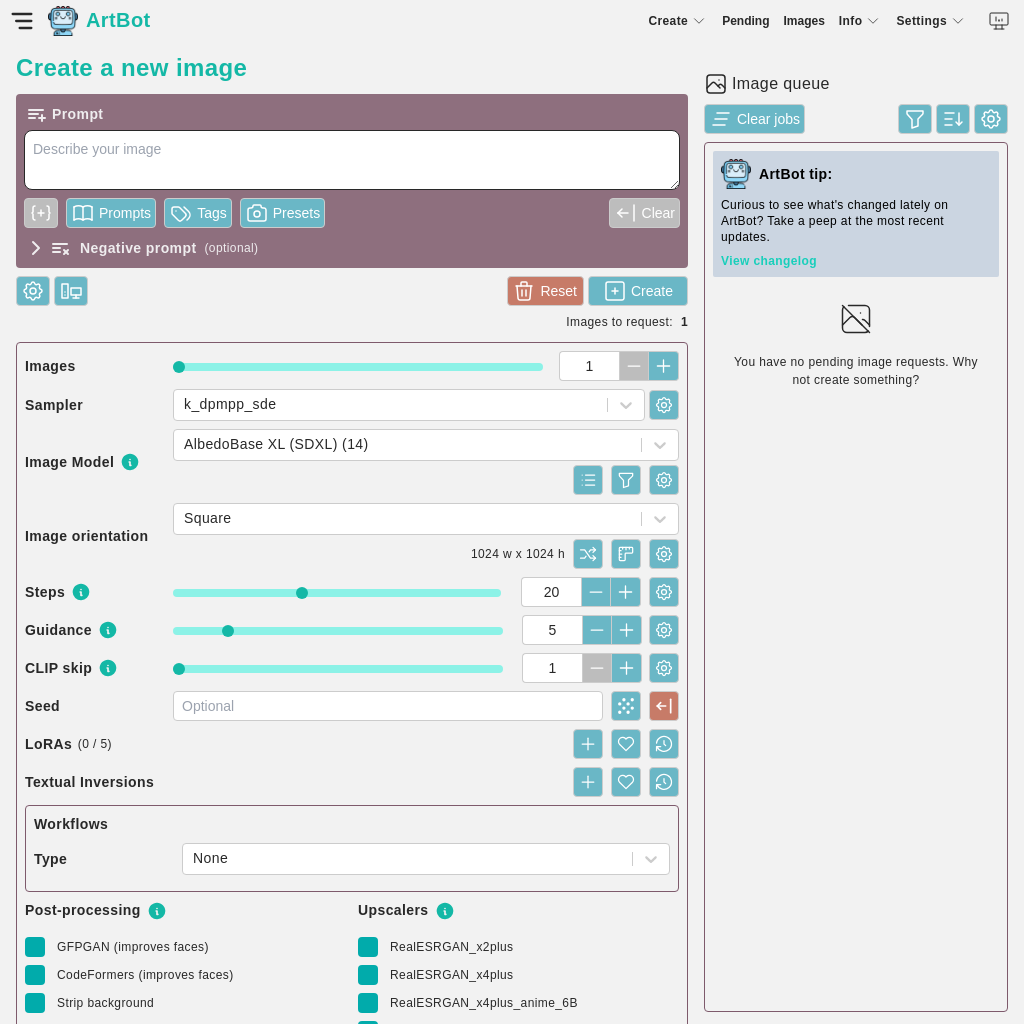 ArtBot
Create
Pending
Images
Info
Settings
Create a new image
Prompt
Describe your image
{+}
Prompts
Tags
Presets
Clear
Negative prompt (optional)
Reset
Create
Images to request: 1
Images
1
Sampler
k_dpmpp_sde
Image Model
AlbedoBase XL (SDXL) (14)
Image orientation
Square
1024 w x 1024 h
Steps
20
Guidance
5
CLIP skip
1
Seed
Optional
LoRAs (0 / 5)
Textual Inversions
Workflows
Type
None
Post-processing
GFPGAN (improves faces)
CodeFormers (improves faces)
Strip background
Upscalers
RealESRGAN_x2plus
RealESRGAN_x4plus
RealESRGAN_x4plus_anime_6B
Image queue
Clear jobs
ArtBot tip:
Curious to see what's changed lately on
ArtBot? Take a peep at the most recent
updates.
View changelog
You have no pending image requests. Why
not create something?